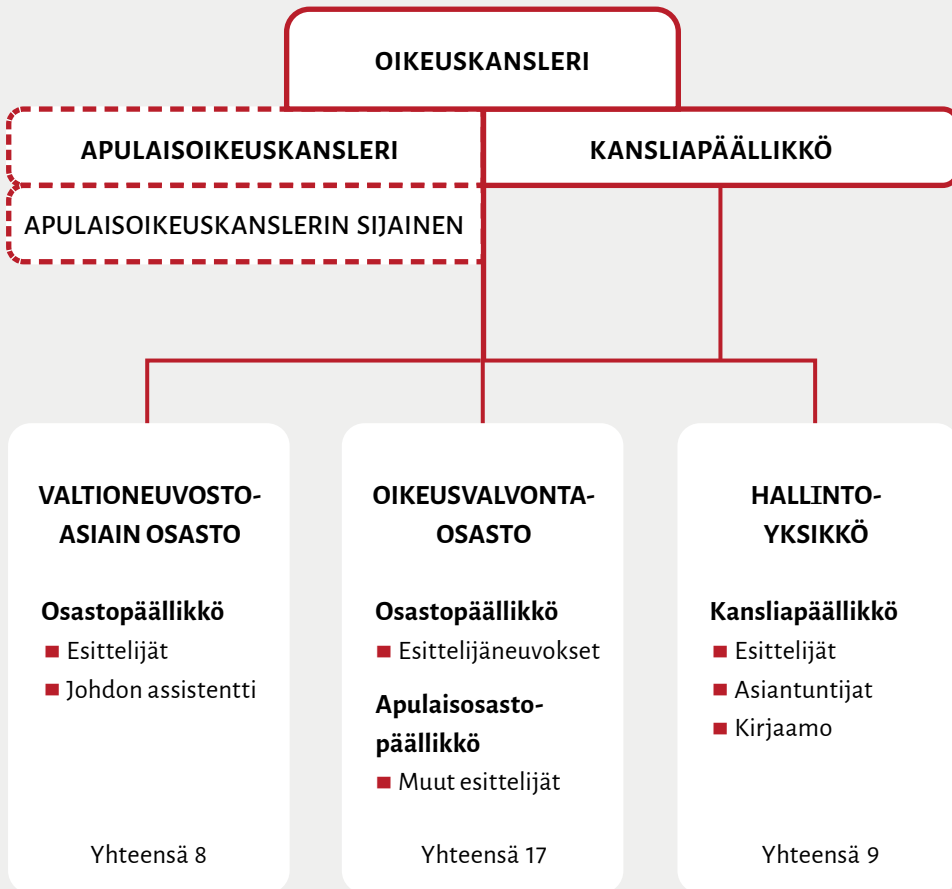 OIKEUSKANSLERI
APULAISOIKEUSKANSLERI
KANSLIAPÄÄLLIKKÖ
APULAISOIKEUSKANSLERIN SIJAINEN
VALTIONEUVOSTO-
ASIAIN OSASTO
Osastopäällikkö
Esittelijät
Johdon assistentti
Yhteensä 8
OIKEUSVALVONTA-
OSASTO
Osastopäällikkö
Esittelijäneuvokset
Apulaisosasto-
päällikkö
Muut esittelijät
Yhteensä 17
HALLINTO-
YKSIKKÖ
Kansliapäällikkö
Esittelijät
Asiantuntijat
Kirjaamo
Yhteensä 9